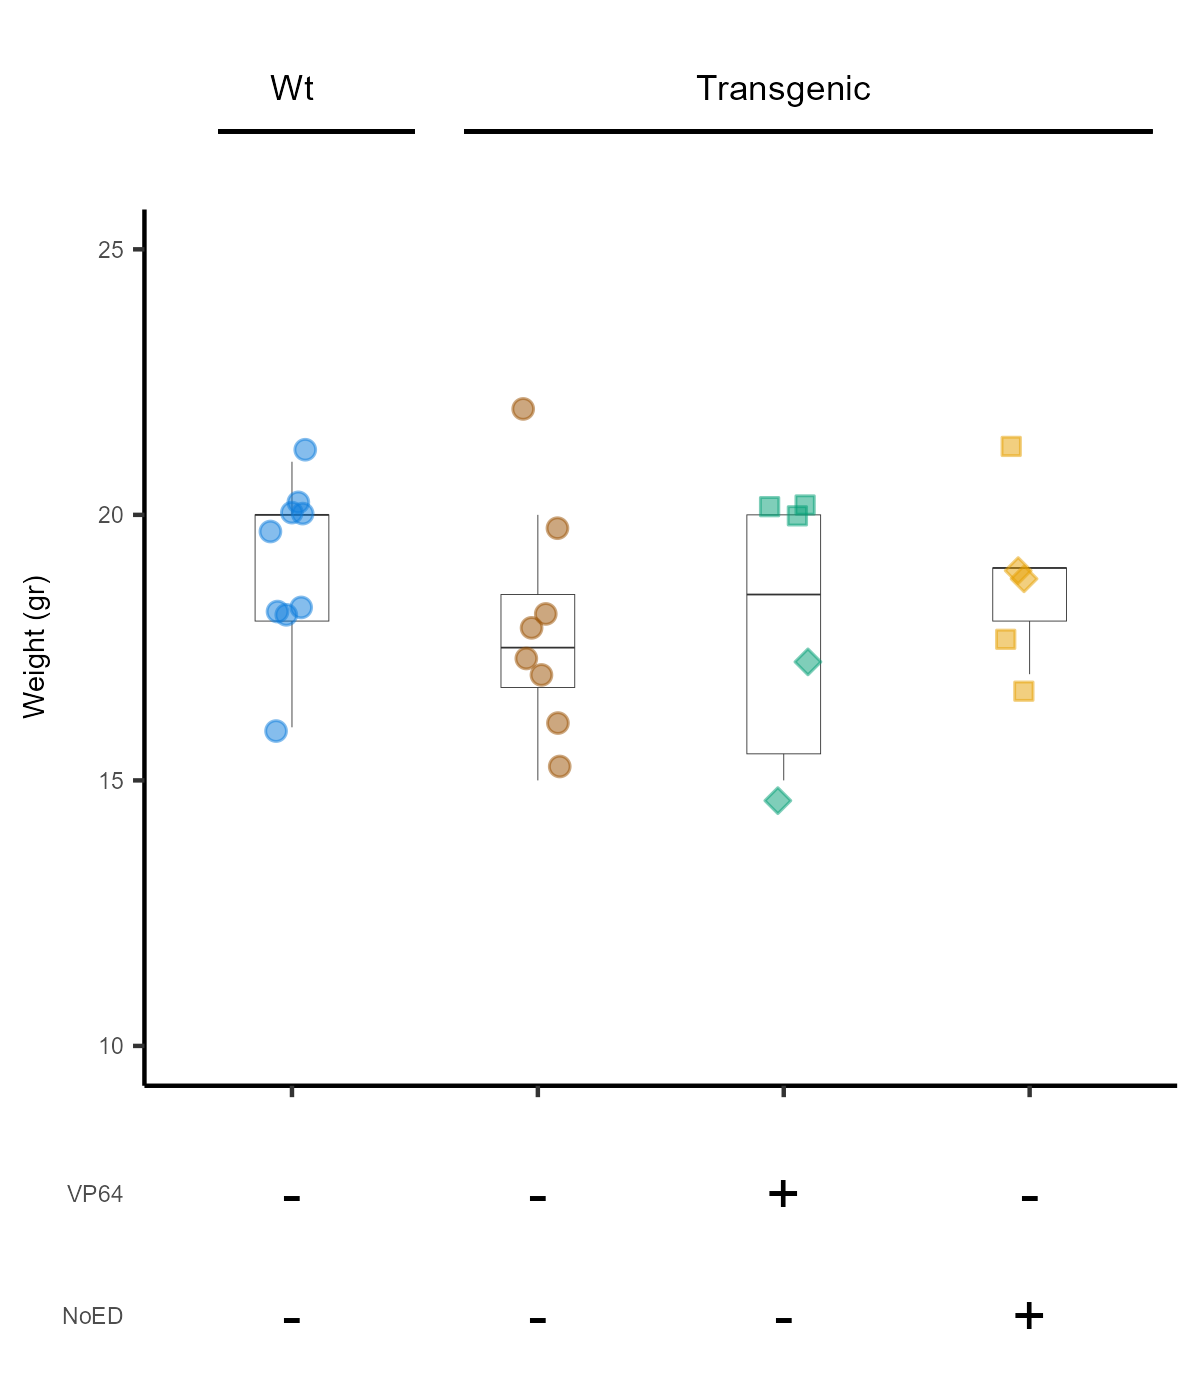 Wt Transgenic
25
20
15
10
Weight (gr)
VP64 - - + -
NoED - - - +